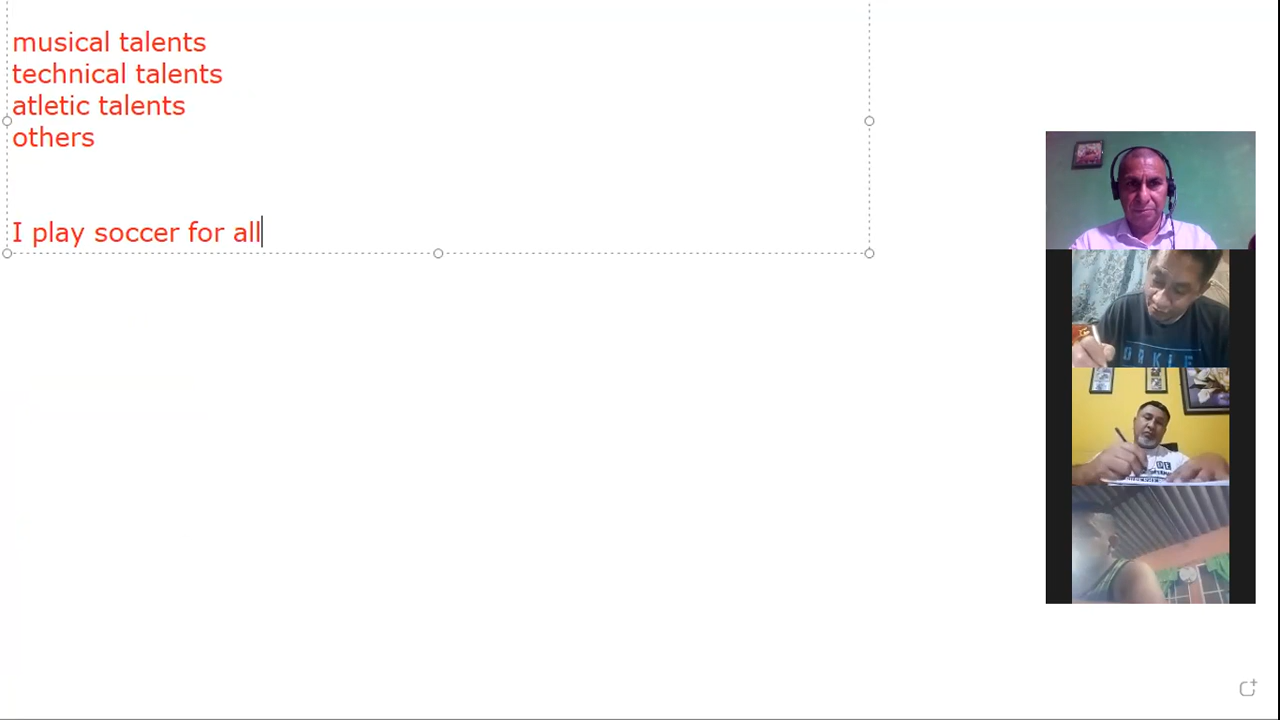 musical talents
technical talents
atletic talents
others
I play soccer for all